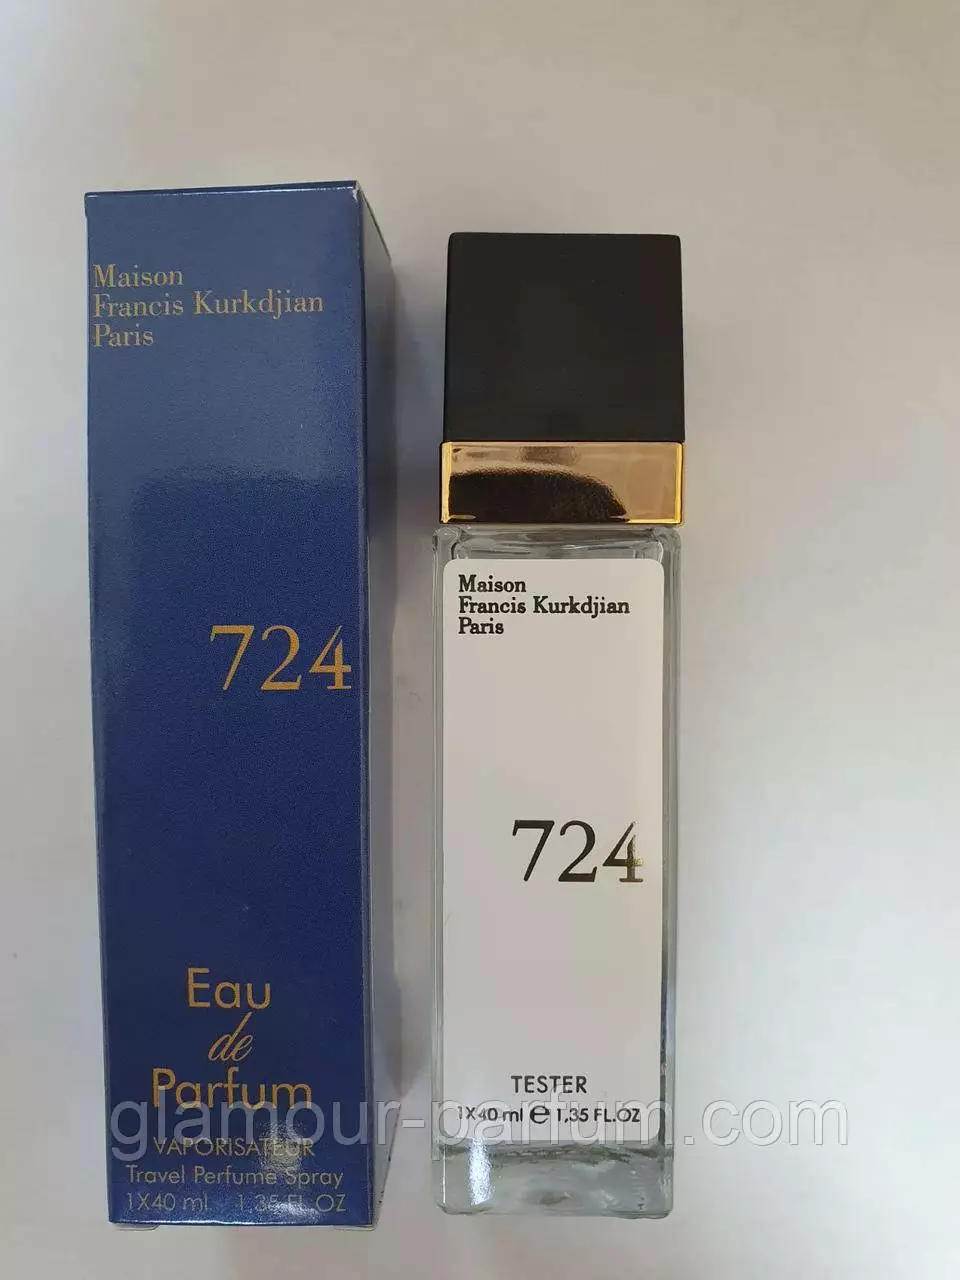 Maison
Francis Kurkdjian
Paris
724
Eau
de
Parfum
VAPORISATEUR
Travel Perfume Spray
1X40 ml. 1.35 FL.OZ
Maison
Francis Kurkdjian
Paris
724
TESTER
1X40 ml e 1,35 FL.OZ
glamour-parfum.com